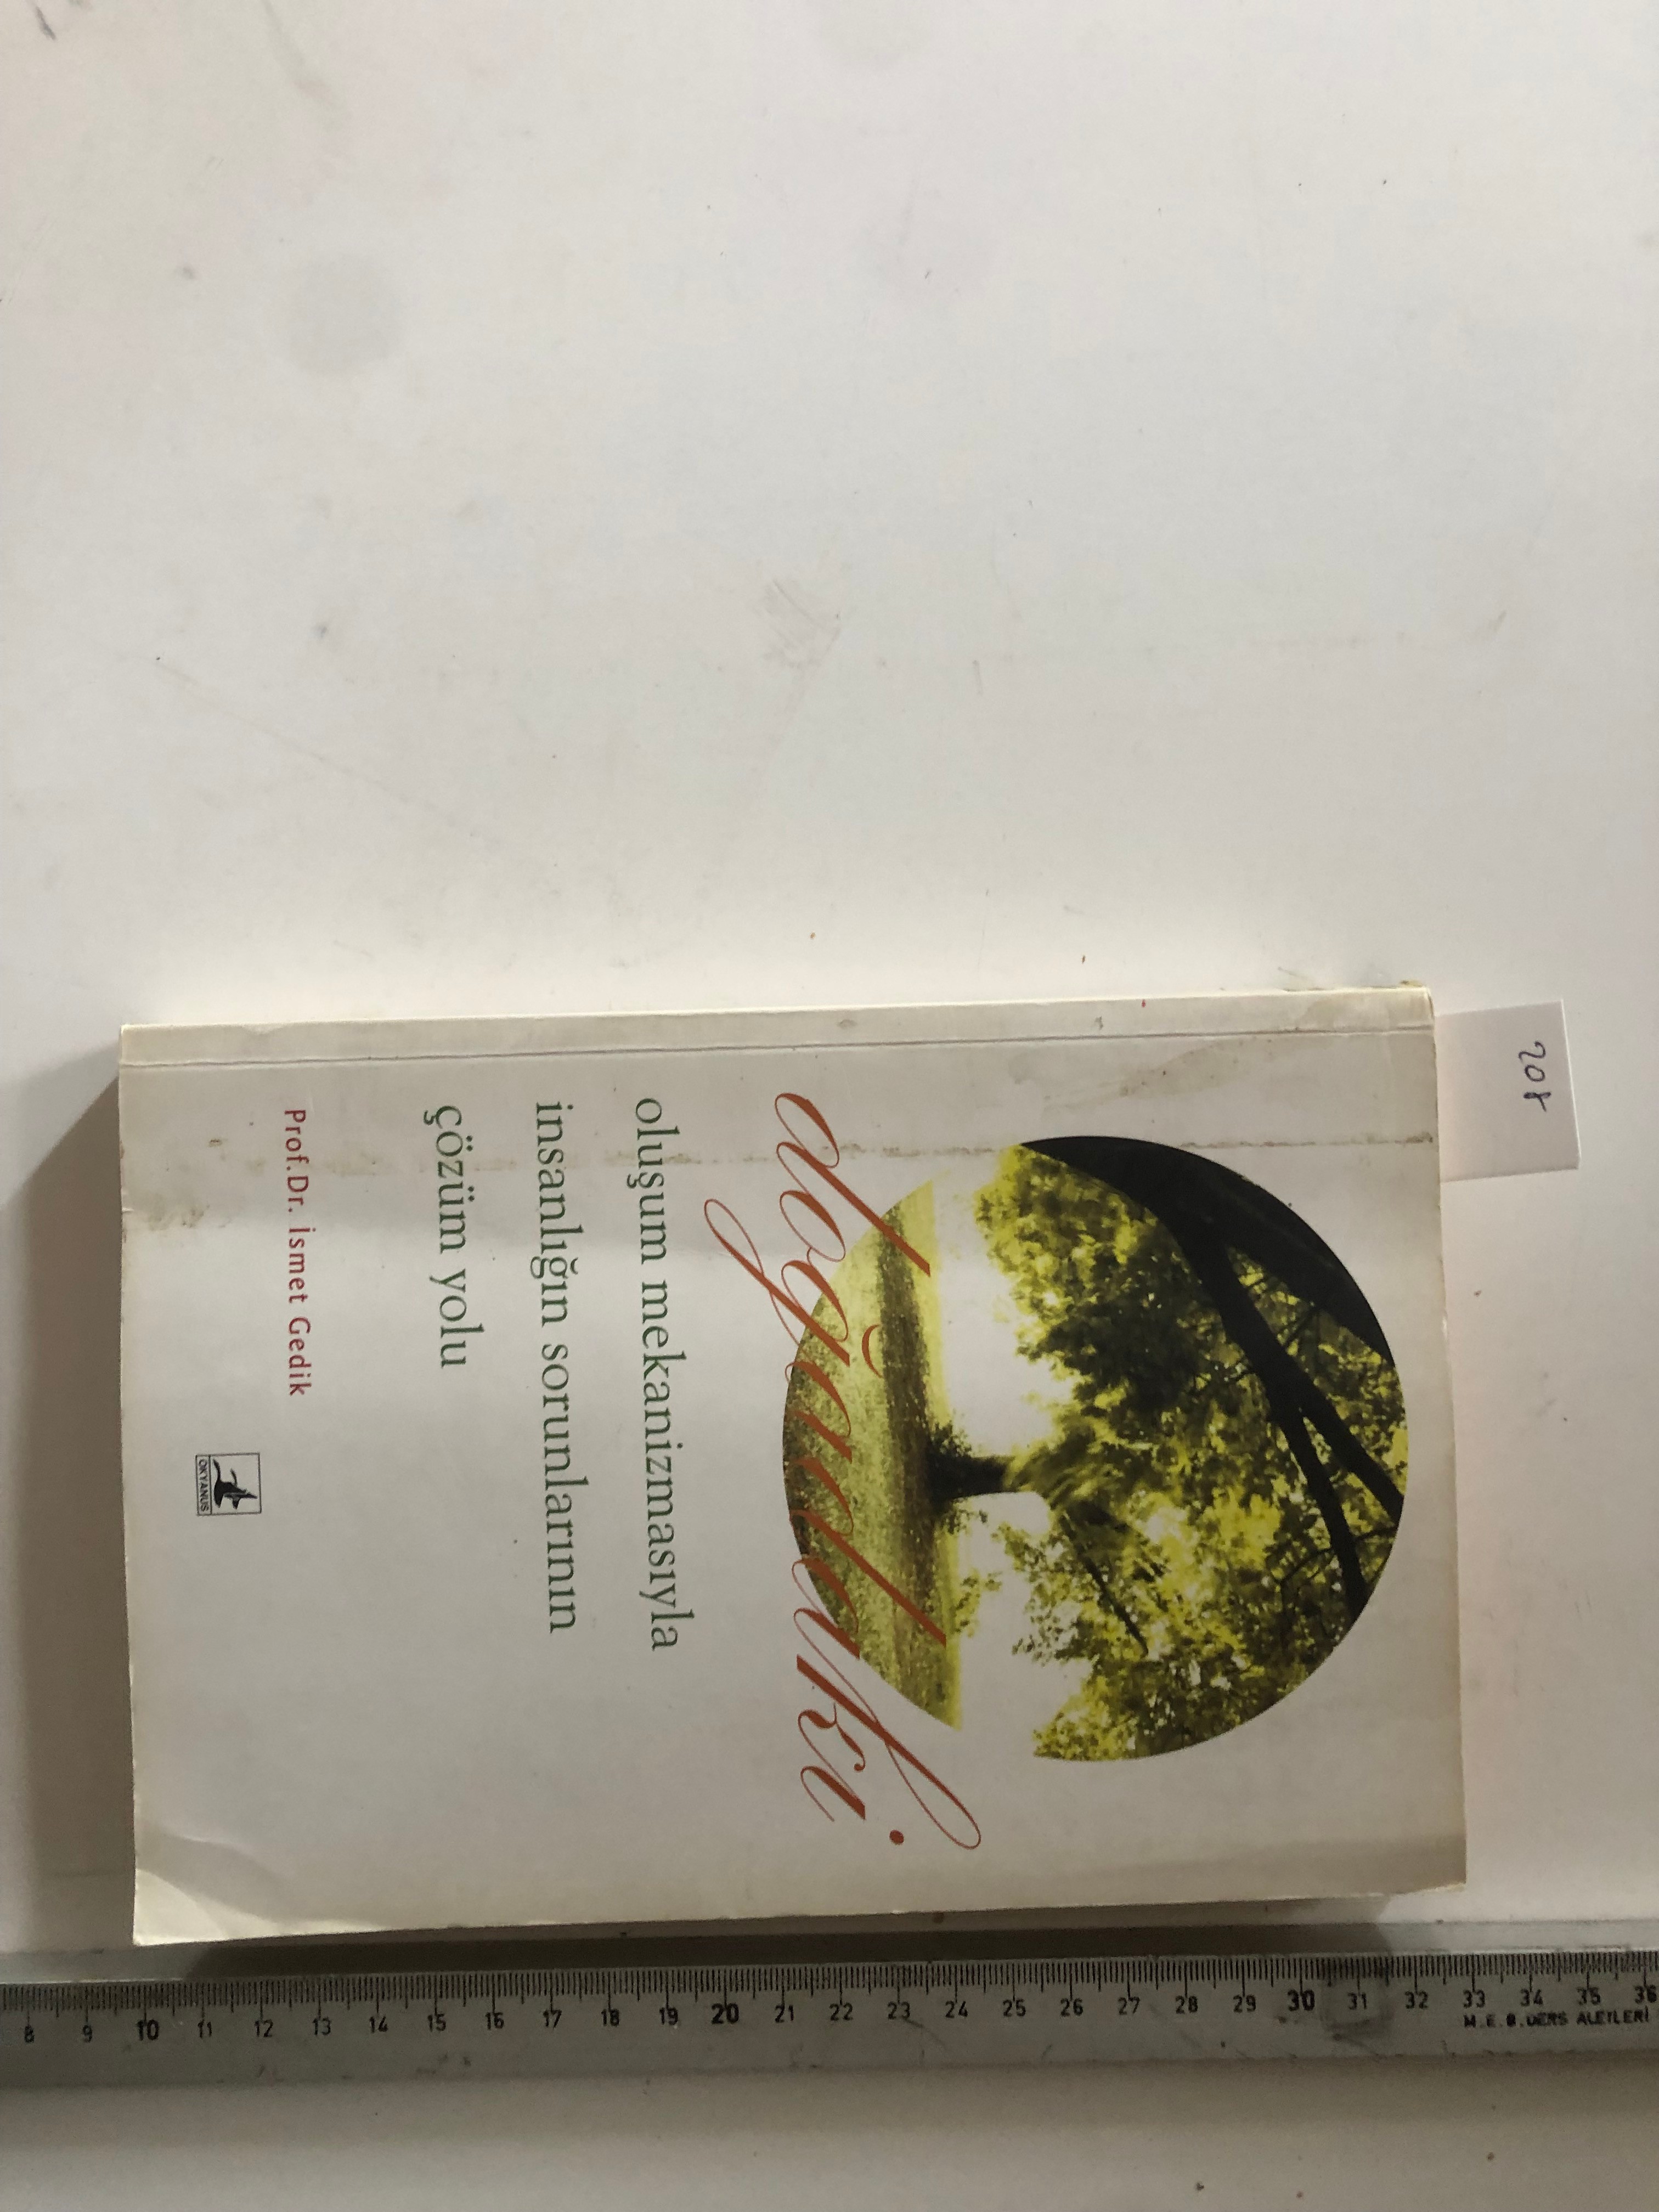 208
doğadaki
oluşum mekanizmasıyla
insanlığın sorunlarının
çözüm yolu
Prof.Dr. İsmet Gedik
OKYANUS
8 9 10 11 12 13 14 15 16 17 18 19 20 21 22 23 24 25 26 27 28 29 30 31 32 33 34 35 36
M.E.B.DERS ALETLERİ